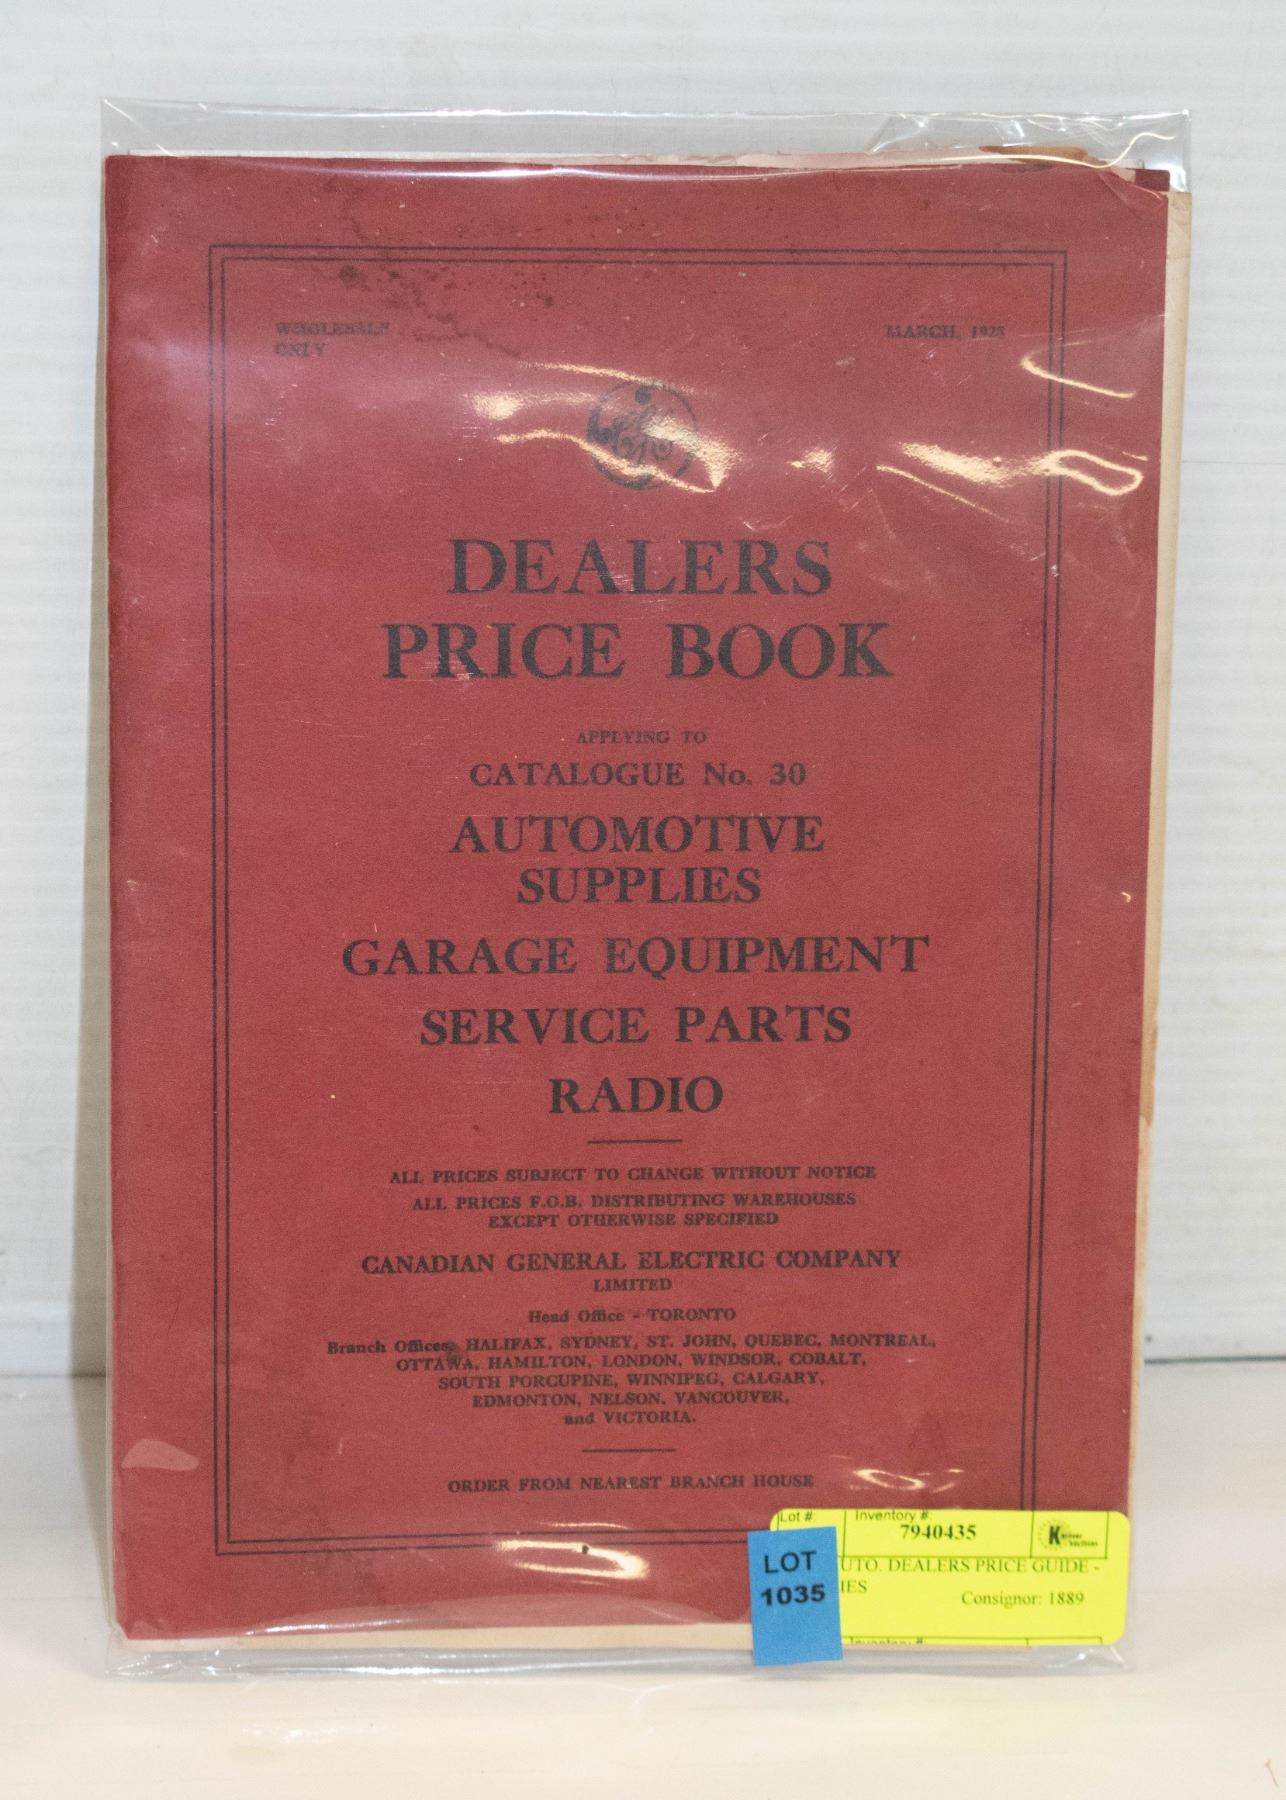 WHOLESALE
ONLY
MARCH, 1928
DEALERS
PRICE BOOK
APPLYING TO
CATALOGUE No. 30
AUTOMOTIVE
SUPPLIES
GARAGE EQUIPMENT
SERVICE PARTS
RADIO
ALL PRICES SUBJECT TO CHANGE WITHOUT NOTICE
ALL PRICES F.O.B. DISTRIBUTING WAREHOUSES
EXCEPT OTHERWISE SPECIFIED
CANADIAN GENERAL ELECTRIC COMPANY
LIMITED
Head Office - TORONTO
Branch Offices, HALIFAX, SYDNEY, ST. JOHN, QUEBEC, MONTREAL,
OTTAWA, HAMILTON, LONDON, WINDSOR, COBALT,
SOUTH PORCUPINE, WINNIPEG, CALGARY,
EDMONTON, NELSON, VANCOUVER,
and VICTORIA.
ORDER FROM NEAREST BRANCH HOUSE
Lot #: Inventory #:
7940435
UTO. DEALERS PRICE GUIDE -
IES
Consignor: 1889
LOT
1035
Inventory #: